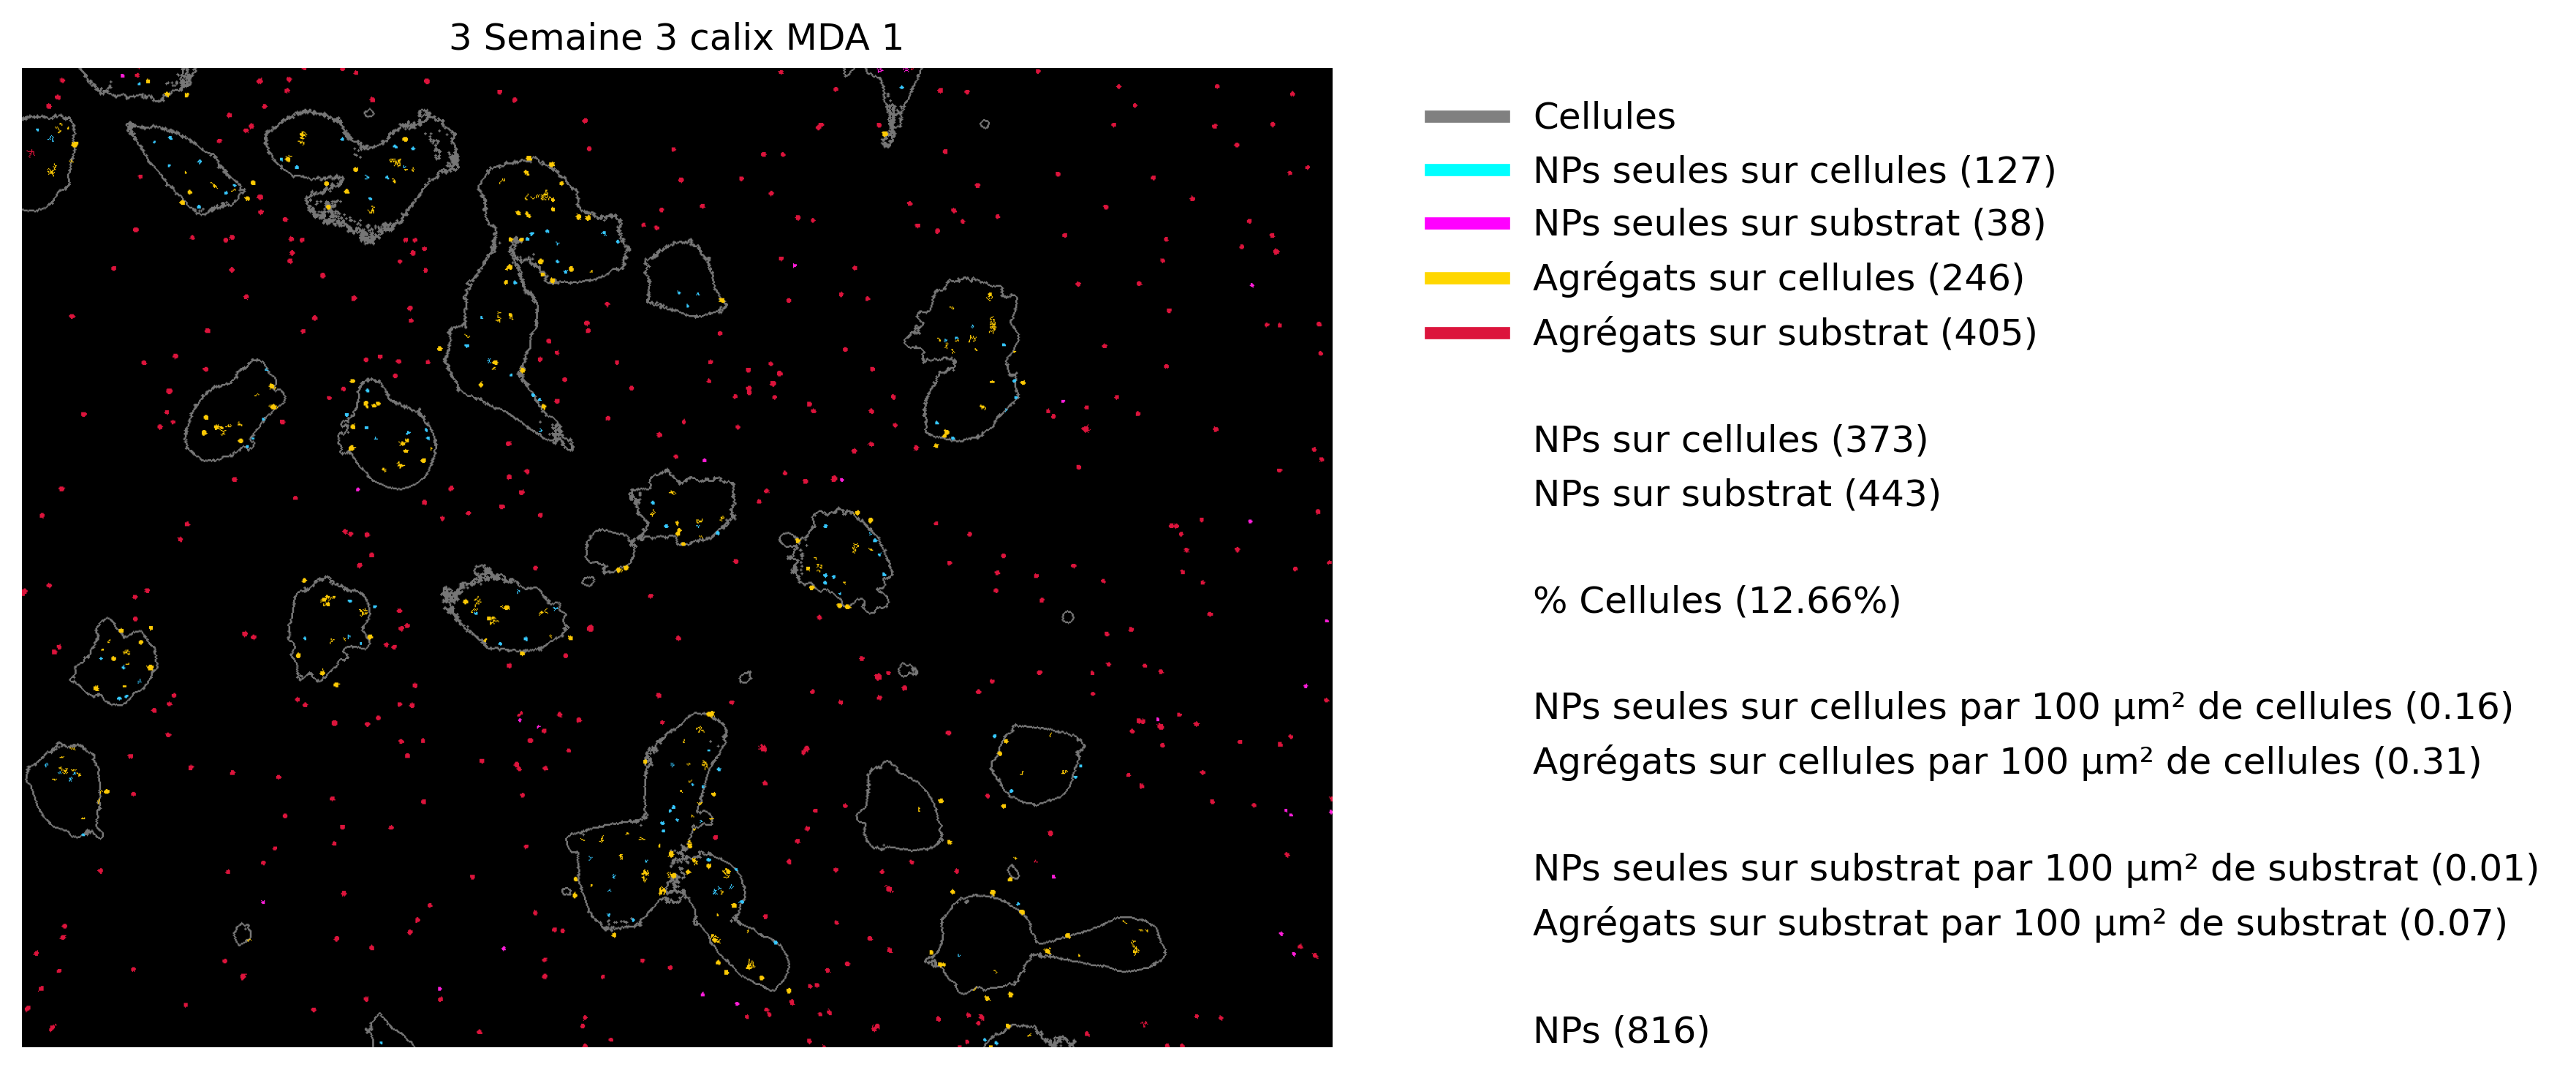 3 Semaine 3 calix MDA 1
Cellules
NPs seules sur cellules (127)
NPs seules sur substrat (38)
Agrégats sur cellules (246)
Agrégats sur substrat (405)
NPs sur cellules (373)
NPs sur substrat (443)
% Cellules (12.66%)
NPs seules sur cellules par 100 µm² de cellules (0.16)
Agrégats sur cellules par 100 µm² de cellules (0.31)
NPs seules sur substrat par 100 µm² de substrat (0.01)
Agrégats sur substrat par 100 µm² de substrat (0.07)
NPs (816)